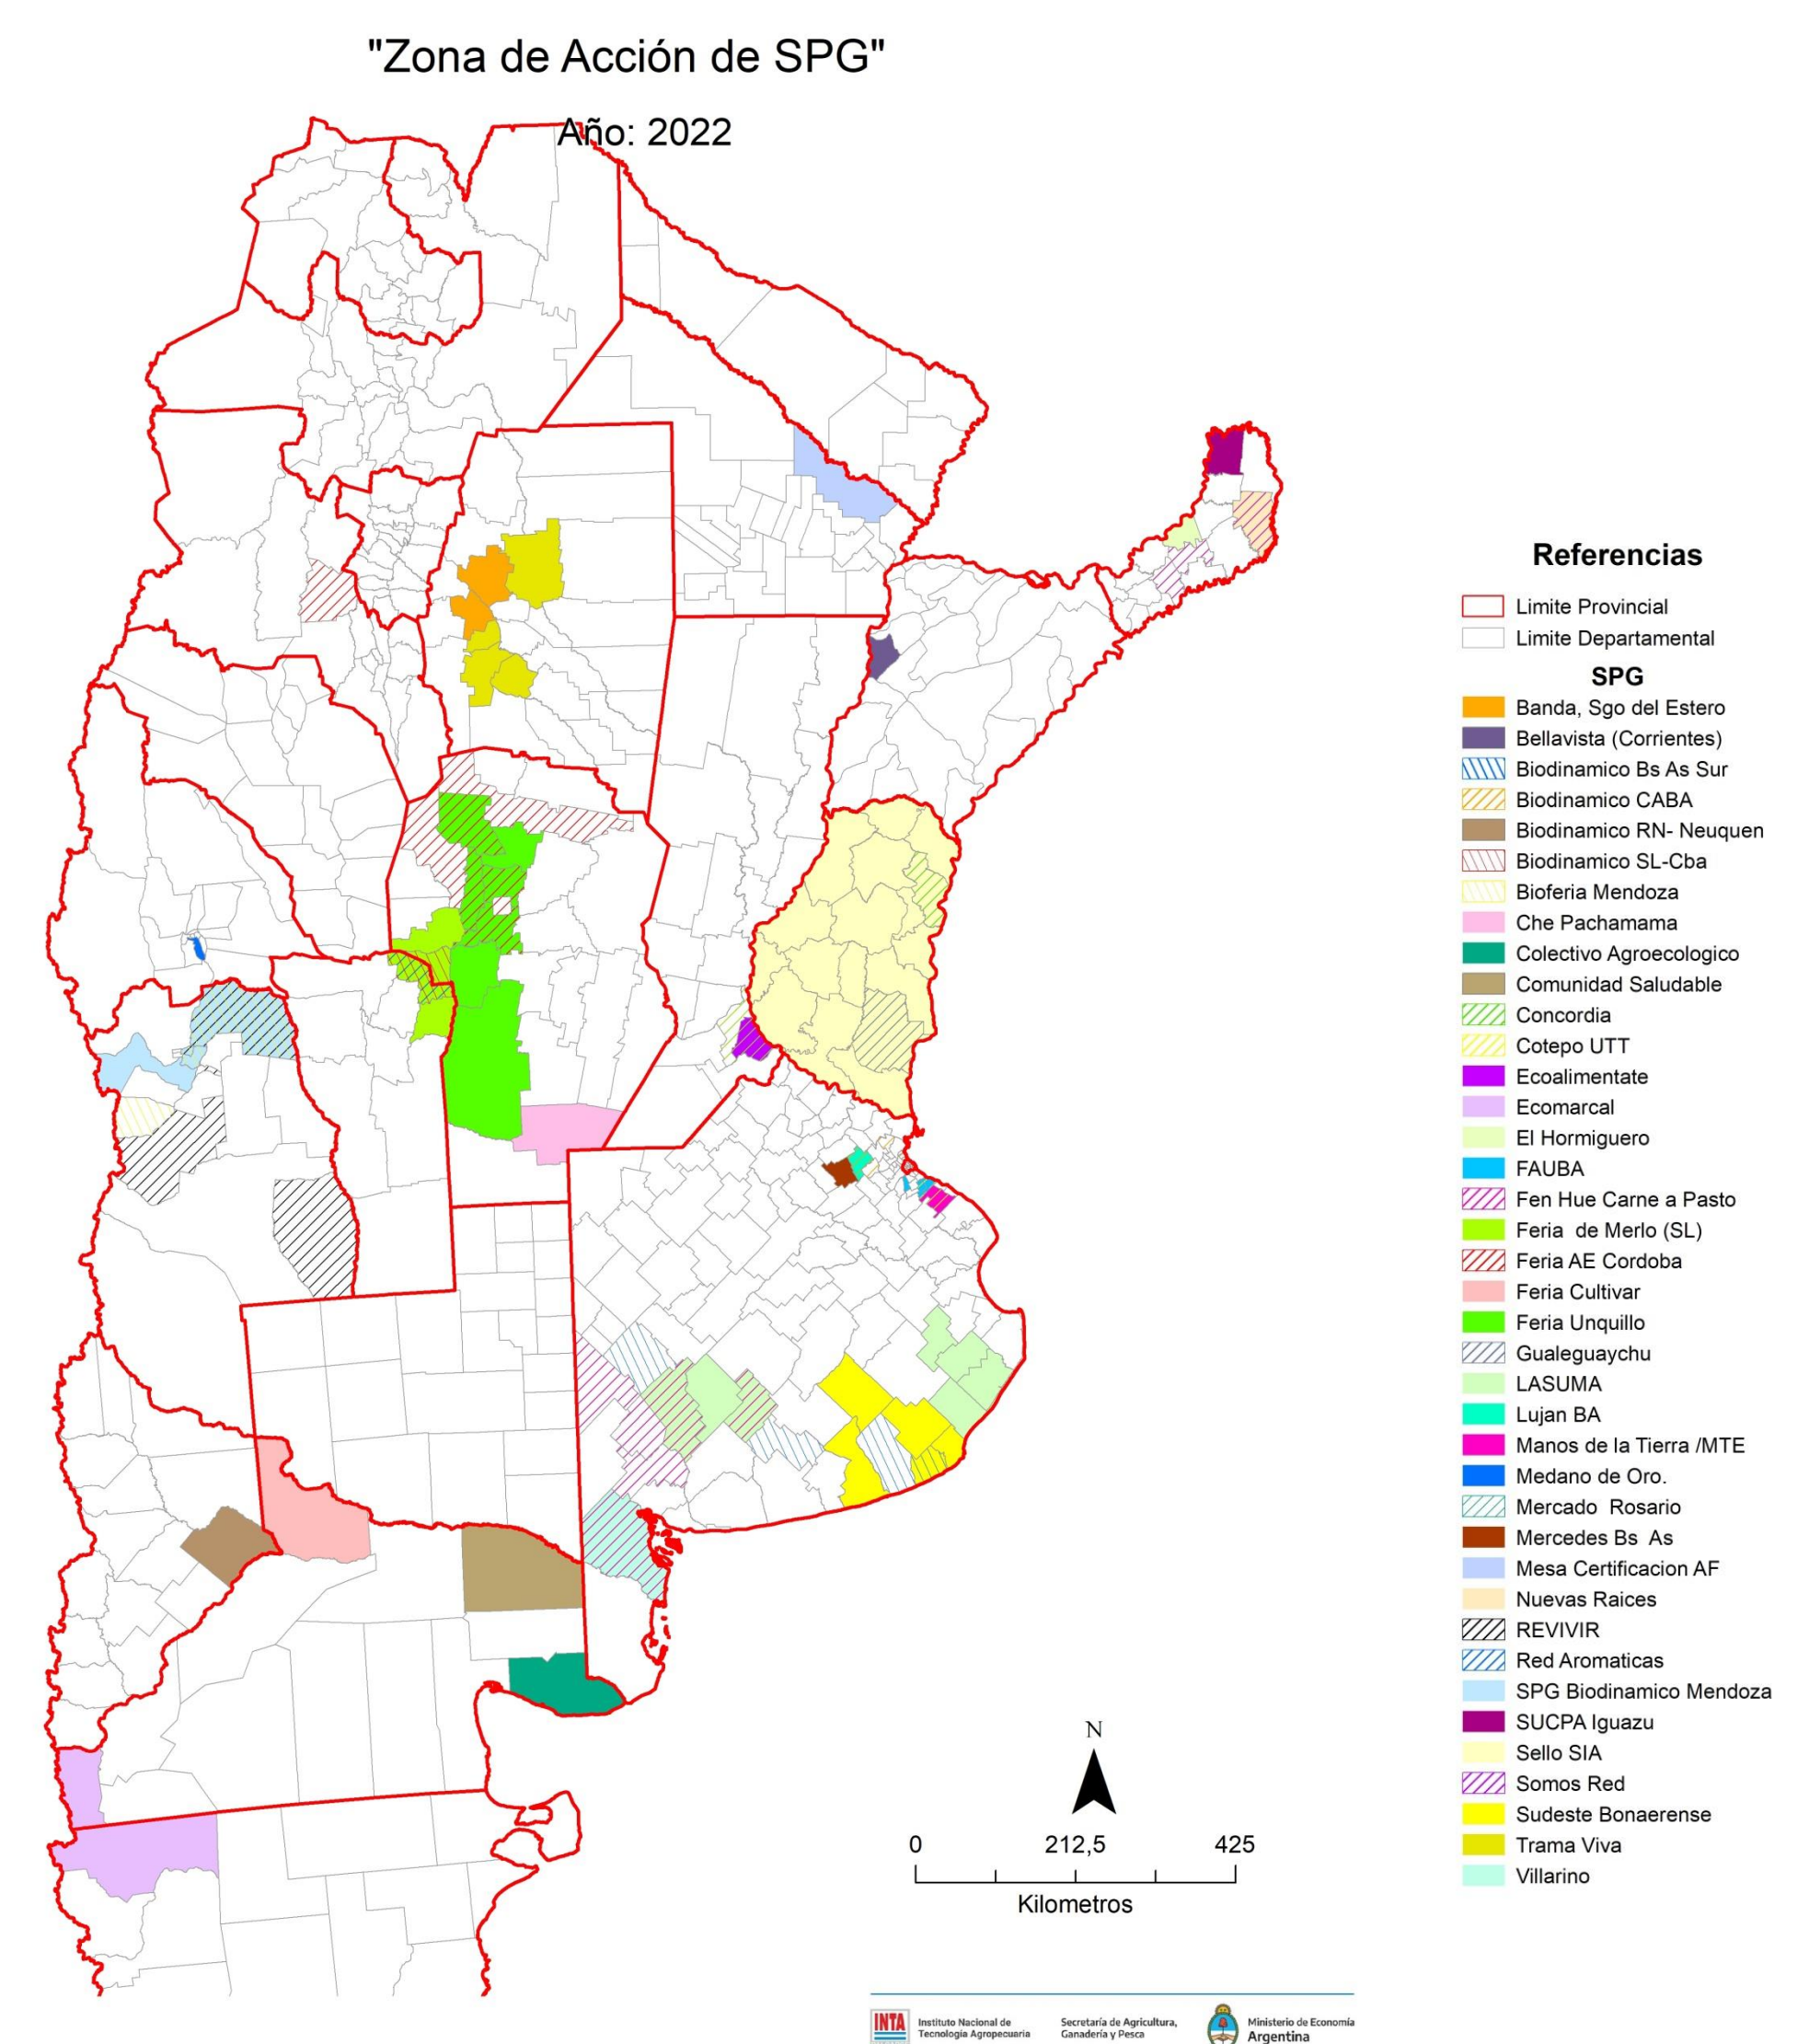 "Zona de Acción de SPG"
Año: 2022
Referencias
Limite Provincial
Limite Departamental
SPG
Banda, Sgo del Estero
Bellavista (Corrientes)
Biodinamico Bs As Sur
Biodinamico CABA
Biodinamico RN- Neuquen
Biodinamico SL-Cba
Bioferia Mendoza
Che Pachamama
Colectivo Agroecologico
Comunidad Saludable
Concordia
Cotepo UTT
Ecoalimentate
Ecomarcal
El Hormiguero
FAUBA
Fen Hue Carne a Pasto
Feria de Merlo (SL)
Feria AE Cordoba
Feria Cultivar
Feria Unquillo
Gualeguaychu
LASUMA
Lujan BA
Manos de la Tierra /MTE
Medano de Oro.
Mercado Rosario
Mercedes Bs As
Mesa Certificacion AF
Nuevas Raices
REVIVIR
Red Aromaticas
SPG Biodinamico Mendoza
SUCPA Iguazu
Sello SIA
Somos Red
Sudeste Bonaerense
Trama Viva
Villarino
N
0 212,5 425
Kilometros
INTA
Instituto Nacional de
Tecnología Agropecuaria
Secretaría de Agricultura,
Ganadería y Pesca
Ministerio de Economía
Argentina